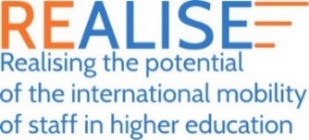 REALISE
Realising the potential
of the international mobility
of staff in higher education